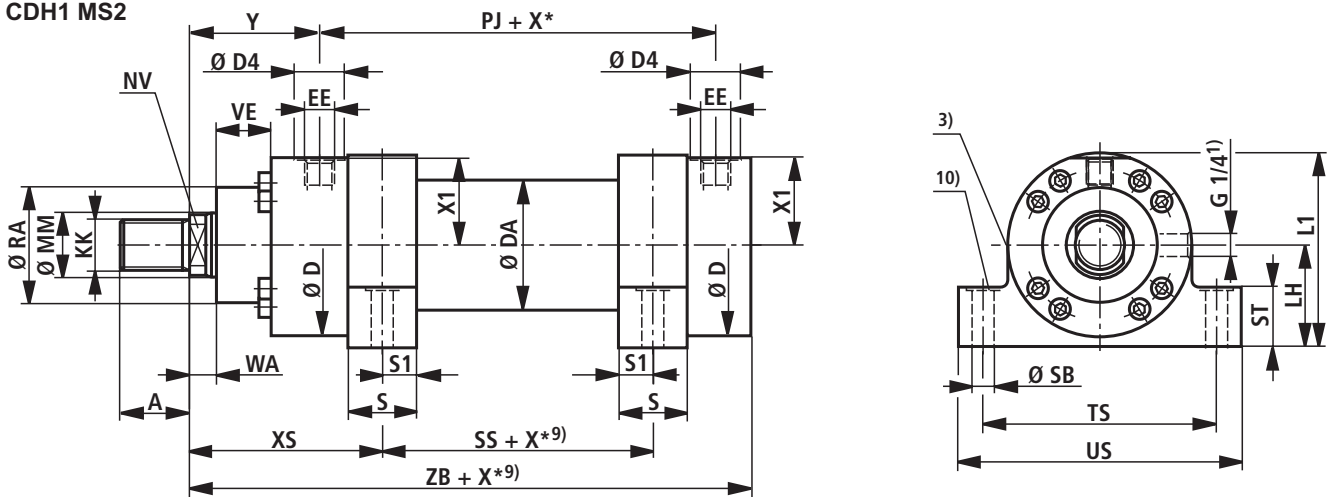 CDH1 MS2
Y
PJ + X*
Ø D4
Ø D4
NV
EE
EE
VE
3)
10)
G 1/4¹⁾
L1
X1
X1
Ø RA
Ø MM
KK
Ø DA
Ø D
Ø D
LH
ST
WA
S1
S1
Ø SB
A
S
S
TS
XS
SS + X*⁹⁾
US
ZB + X*⁹⁾